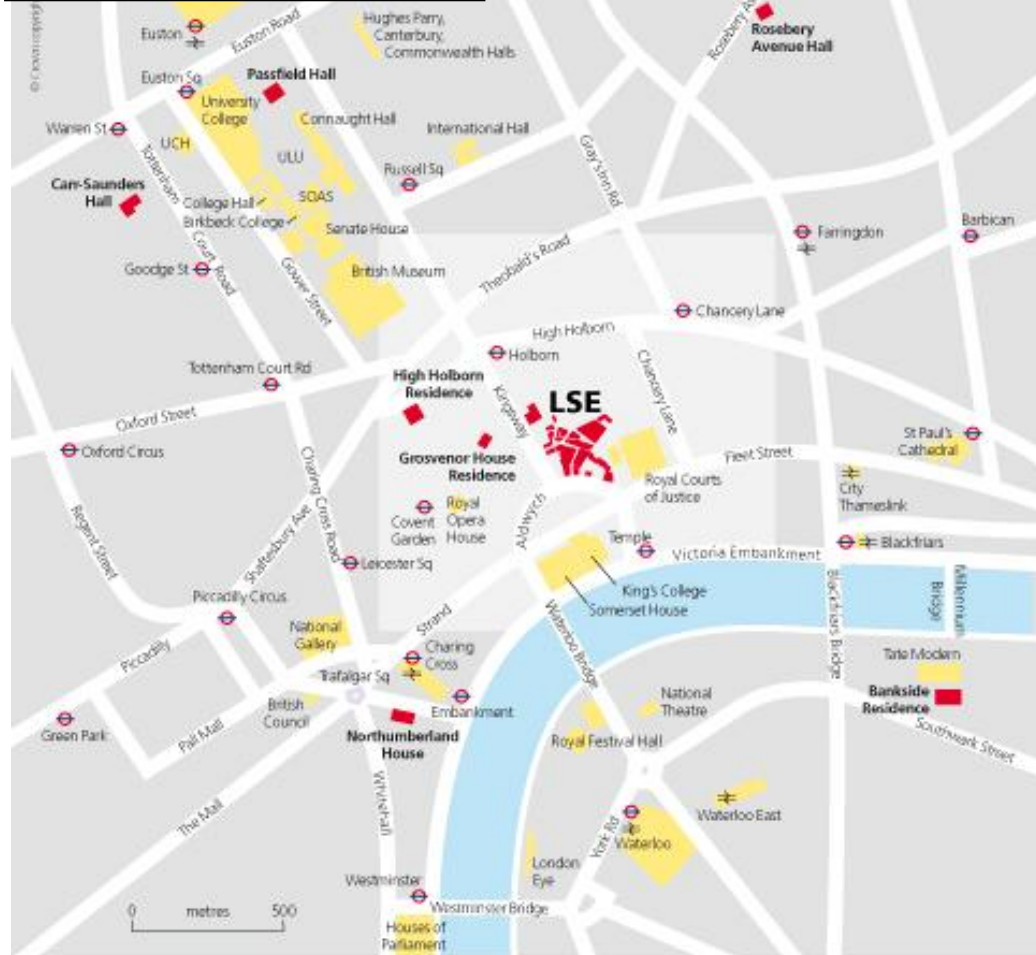 © Crown copyright
Euston
Euston Road
Hughes Parry,
Canterbury,
Commonwealth Halls
Rosebery Av
Rosebery
Avenue Hall
Euston Sq
Passfield Hall
University
College
Connaught Hall
Warren St
UCH
International Hall
ULU
Gray's Inn Rd
Tottenham Court Road
Russell Sq
Carr-Saunders
Hall
College Hall
SOAS
Birkbeck College
Senate House
Farringdon
Barbican
Goodge St
Gower Street
British Museum
Theobald's Road
Chancery Lane
High Holborn
Holborn
Tottenham Court Rd
High Holborn
Residence
Kingsway
Chancery Lane
LSE
Oxford Street
Oxford Circus
Grosvenor House
Residence
St Paul's
Cathedral
Fleet Street
Charing Cross Road
Royal Courts
of Justice
City
Thameslink
Regent Street
Shaftesbury Ave
Covent
Garden
Royal
Opera
House
Aldwych
Temple
Victoria Embankment
Blackfriars
Leicester Sq
King's College
Somerset House
Blackfriars Bridge
Millennium
Bridge
Piccadilly Circus
Strand
Waterloo Bridge
National
Gallery
Charing
Cross
Piccadilly
Trafalgar Sq
Tate Modern
Bankside
Residence
British
Council
Embankment
National
Theatre
Green Park
Pall Mall
Northumberland
House
Royal Festival Hall
Southwark Street
Whitehall
The Mall
Waterloo East
York Rd
Waterloo
London
Eye
Westminster
Westminster Bridge
0 metres 500
Houses of
Parliament